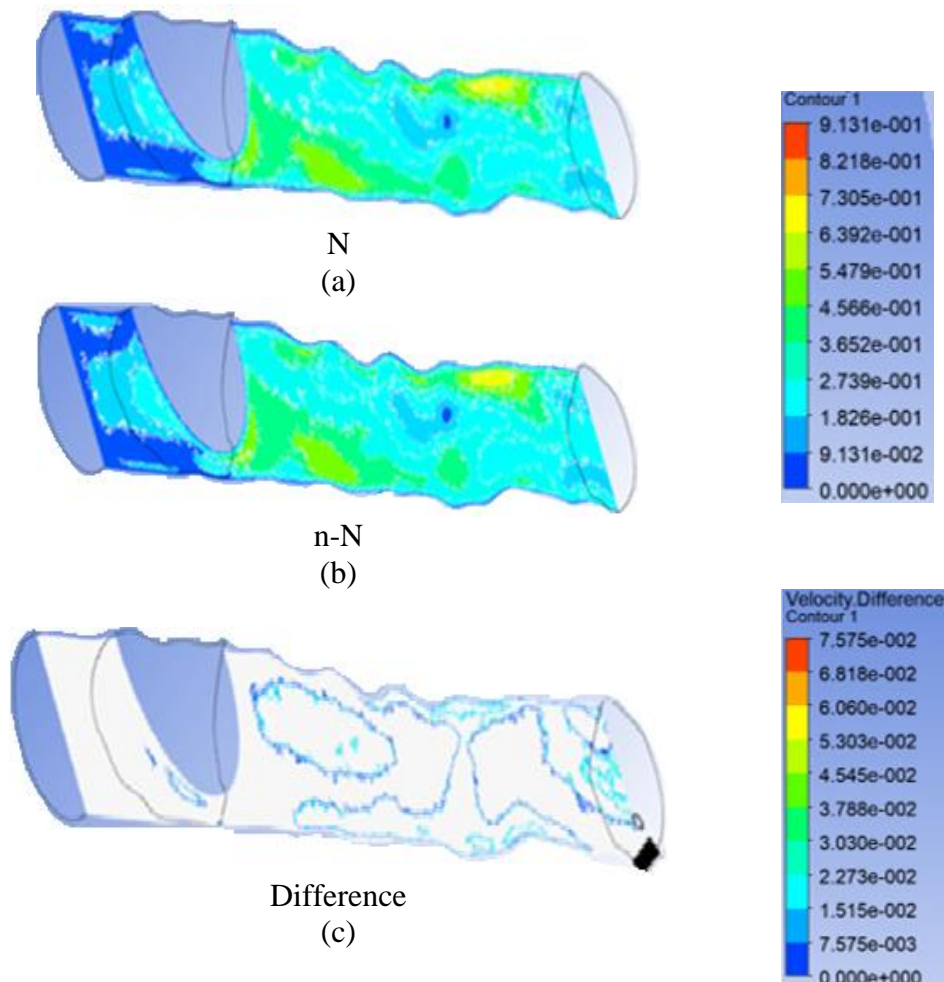 Contour 1
9.131e-001
8.218e-001
7.305e-001
6.392e-001
5.479e-001
4.566e-001
3.652e-001
2.739e-001
1.826e-001
9.131e-002
0.000e+000
N
(a)
n-N
(b)
Velocity.Difference
Contour 1
7.575e-002
6.818e-002
6.060e-002
5.303e-002
4.545e-002
3.788e-002
3.030e-002
2.273e-002
1.515e-002
7.575e-003
0.000e+000
Difference
(c)